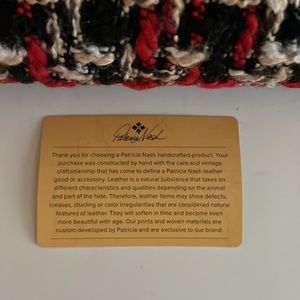 Patricia Nash
Thank you for choosing a Patricia Nash handcrafted product. Your
purchase was constructed by hand with the care and vintage
craftsmanship that has come to define a Patricia Nash leather
good or accessory. Leather is a natural substance that takes on
different characteristics and qualities depending on the animal
and part of the hide. Therefore, leather items may show defects,
creases, shading or color irregularities that are considered natural
features of leather. They will soften in time and become even
more beautiful with age. Our prints and woven materials are
custom developed by Patricia and are exclusive to our brand.